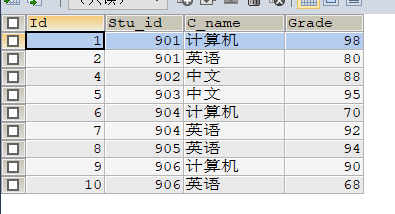 Id Stu_id C_name Grade
1 901 计算机 98
2 901 英语 80
4 902 中文 88
5 903 中文 95
6 904 计算机 70
7 904 英语 92
8 905 英语 94
9 906 计算机 90
10 906 英语 68